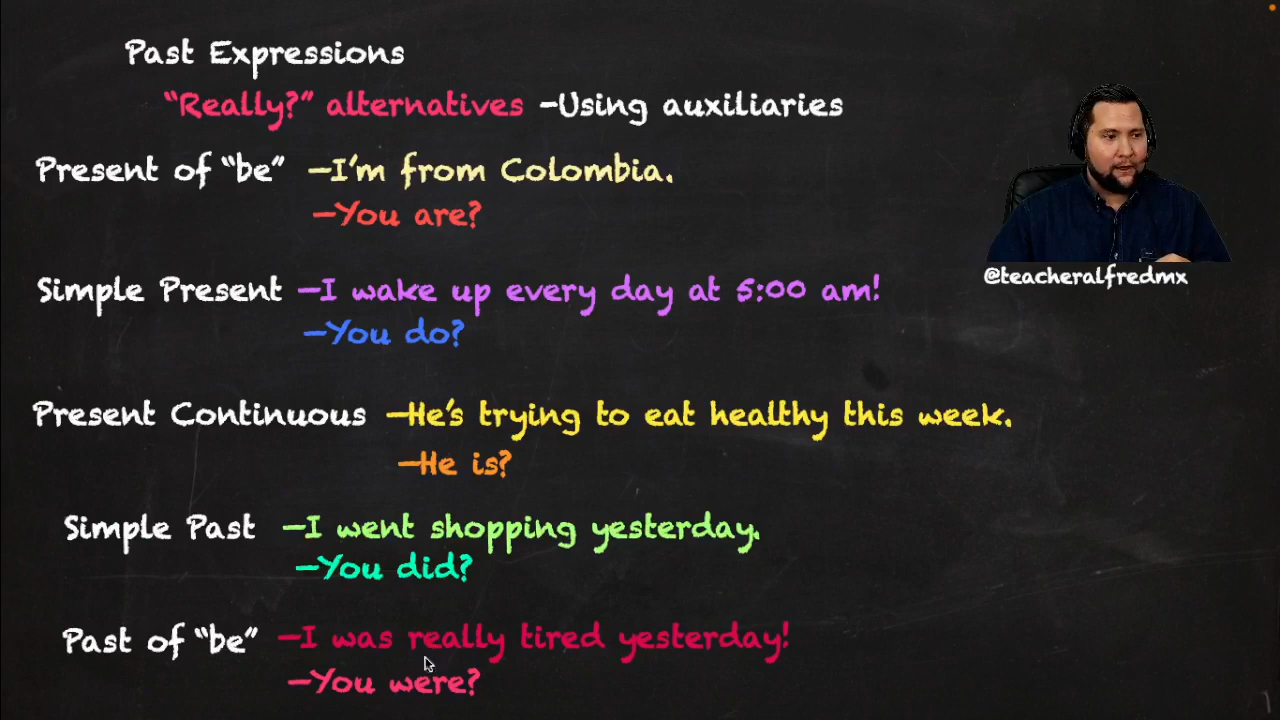 Past Expressions
"Really?" alternatives -Using auxiliaries
Present of "be" -I'm from Colombia.
-You are?
@teacheralfredmx
Simple Present -I wake up every day at 5:00 am!
-You do?
Present Continuous -He's trying to eat healthy this week.
-He is?
Simple Past -I went shopping yesterday.
-You did?
Past of "be" -I was really tired yesterday!
-You were?